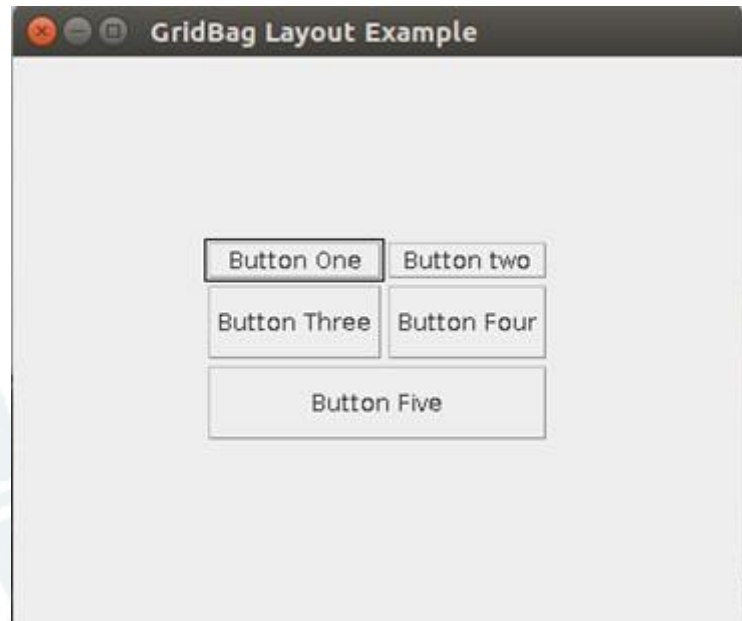 GridBag Layout Example
Button One
Button two
Button Three
Button Four
Button Five